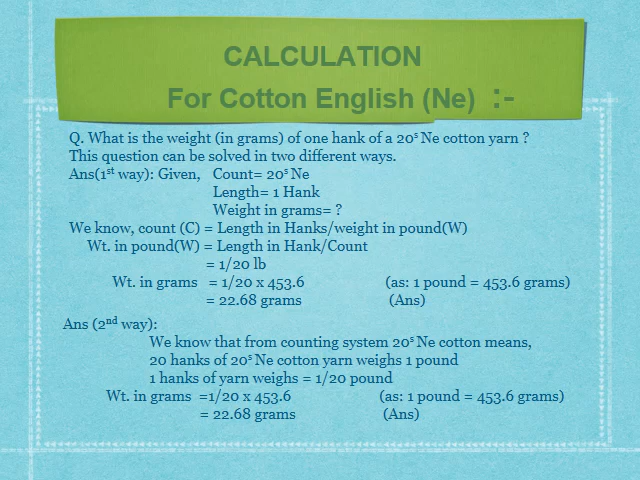 CALCULATION
For Cotton English (Ne) :-
Q. What is the weight (in grams) of one hank of a 20ˢ Ne cotton yarn ?
This question can be solved in two different ways.
Ans(1ˢᵗ way): Given, Count= 20ˢ Ne
Length= 1 Hank
Weight in grams= ?
We know, count (C) = Length in Hanks/weight in pound(W)
Wt. in pound(W) = Length in Hank/Count
= 1/20 lb
Wt. in grams = 1/20 x 453.6 (as: 1 pound = 453.6 grams)
= 22.68 grams (Ans)
Ans (2ⁿᵈ way):
We know that from counting system 20ˢ Ne cotton means,
20 hanks of 20ˢ Ne cotton yarn weighs 1 pound
1 hanks of yarn weighs = 1/20 pound
Wt. in grams =1/20 x 453.6 (as: 1 pound = 453.6 grams)
= 22.68 grams (Ans)